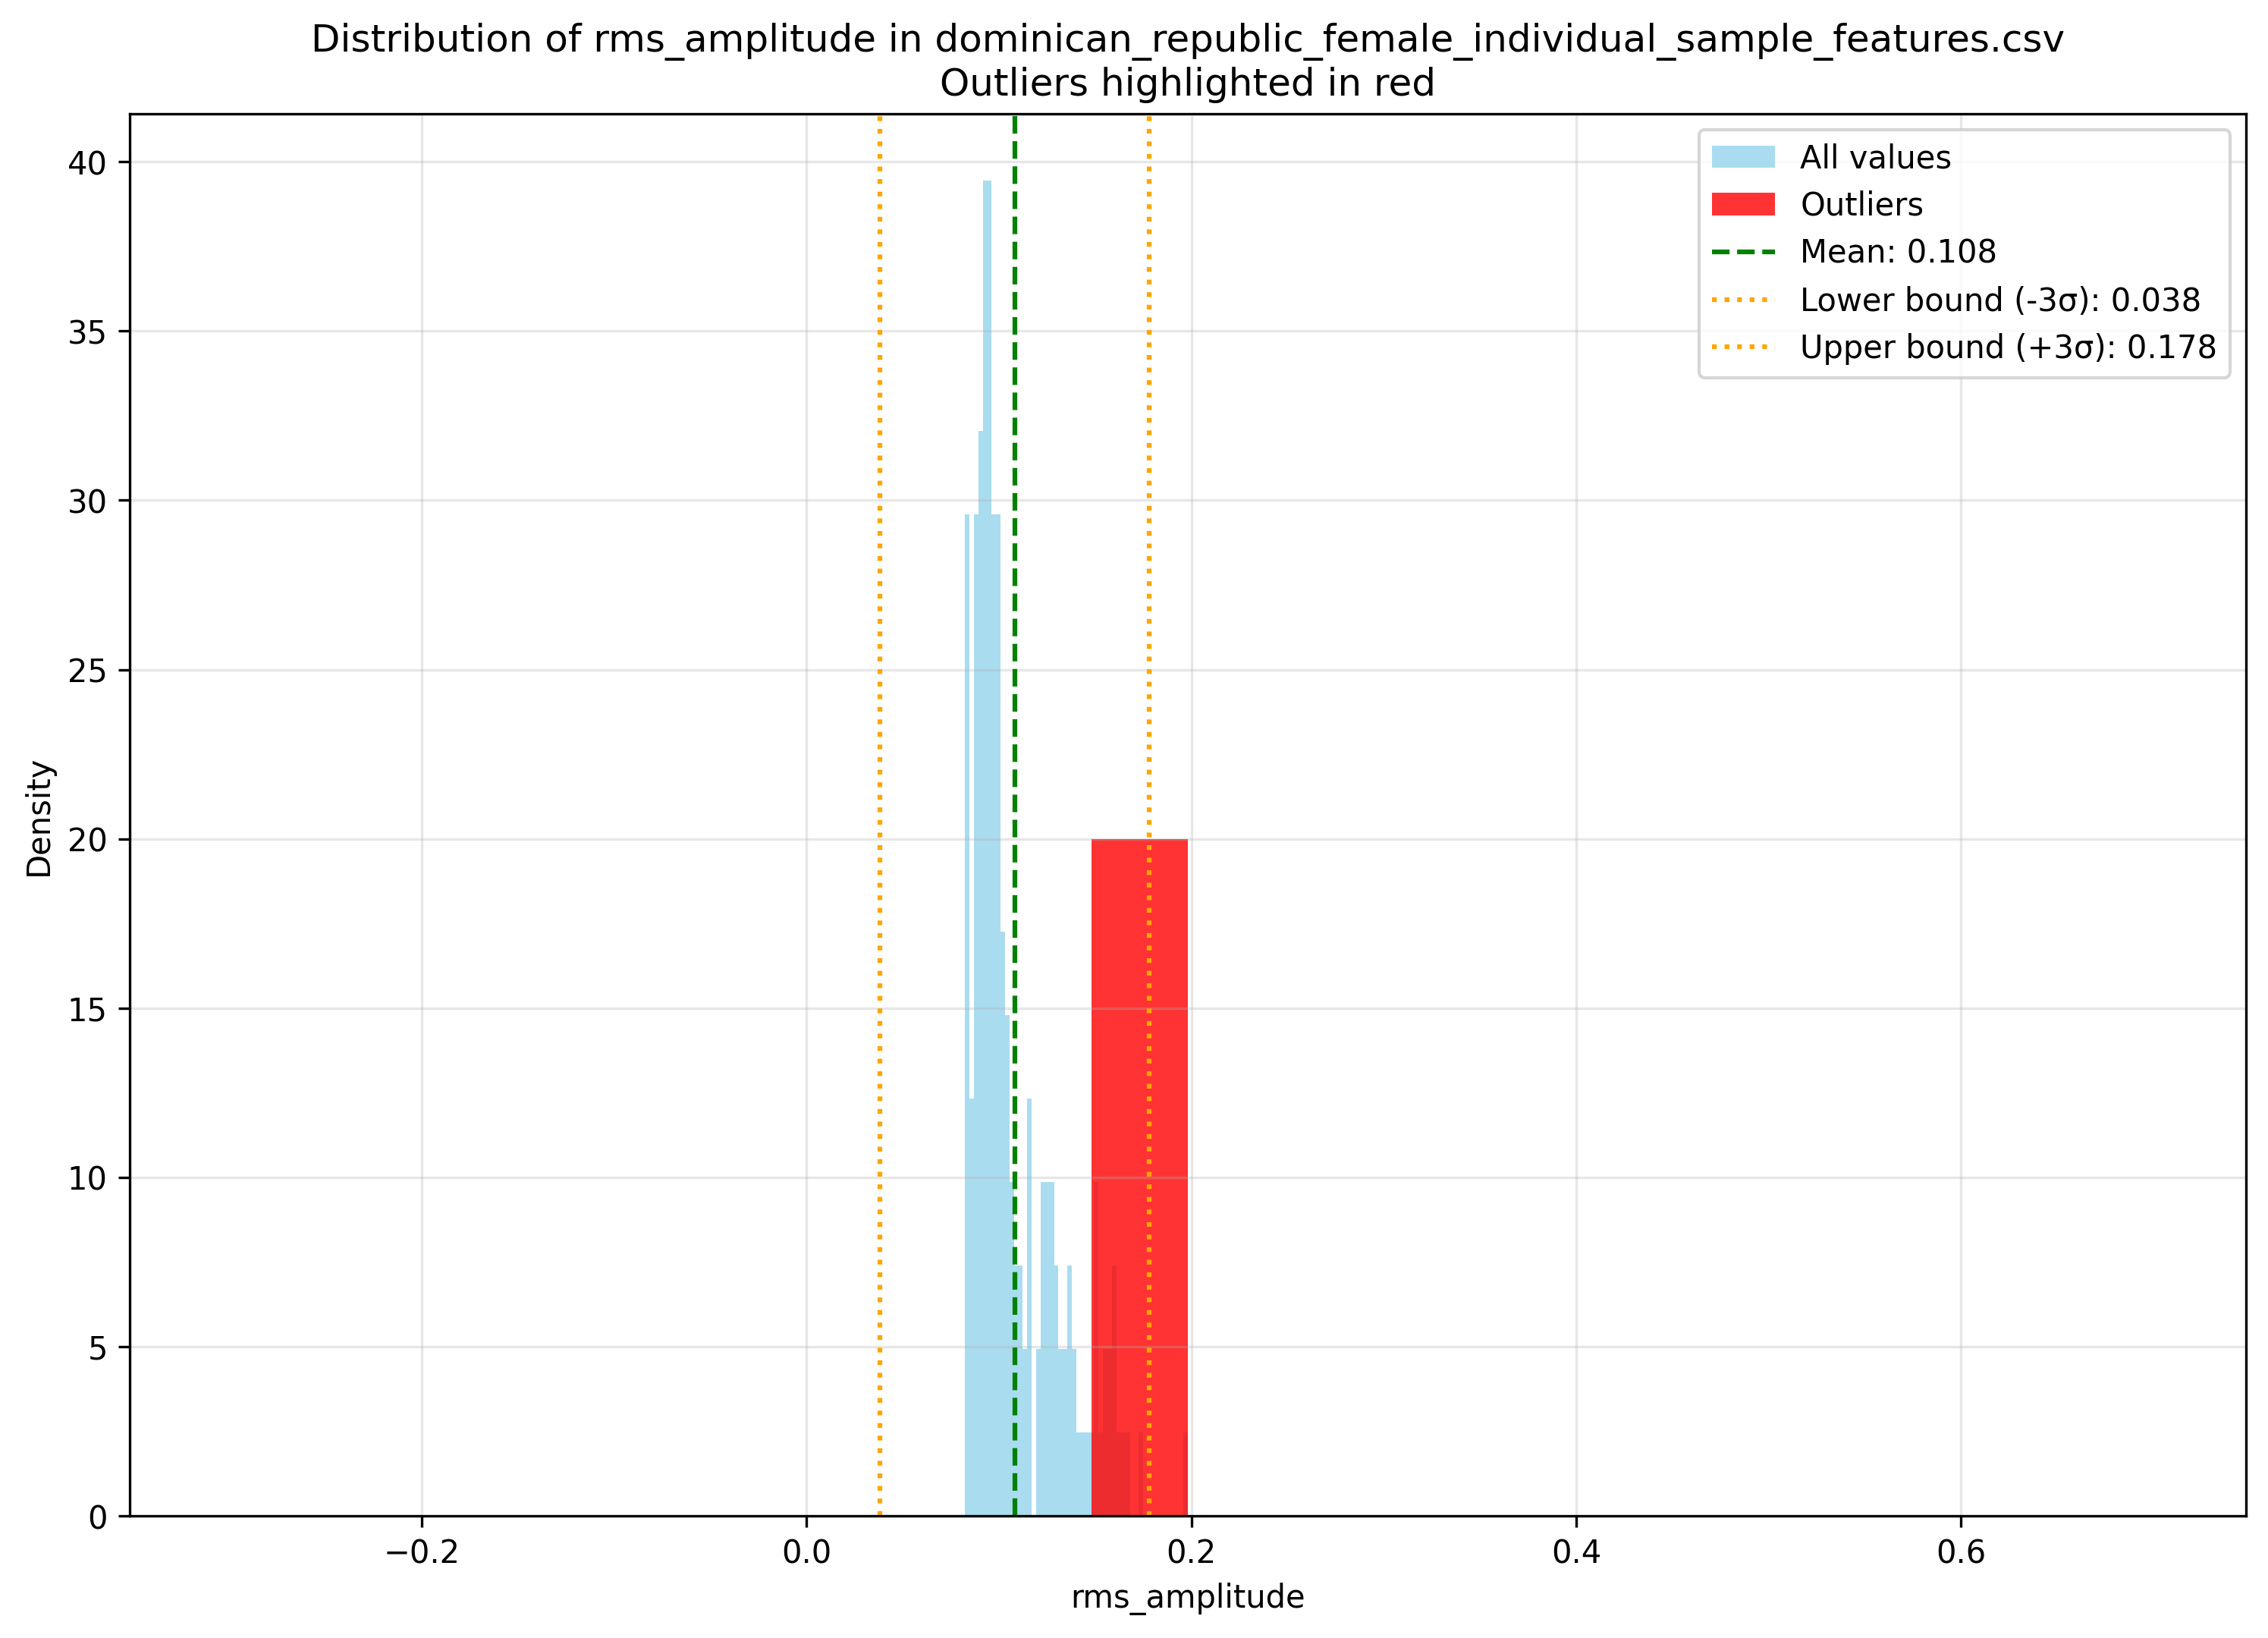 Distribution of rms_amplitude in dominican_republic_female_individual_sample_features.csv
Outliers highlighted in red
All values
Outliers
Mean: 0.108
Lower bound (-3σ): 0.038
Upper bound (+3σ): 0.178
Density
40
35
30
25
20
15
10
5
0
−0.2
0.0
0.2
0.4
0.6
rms_amplitude